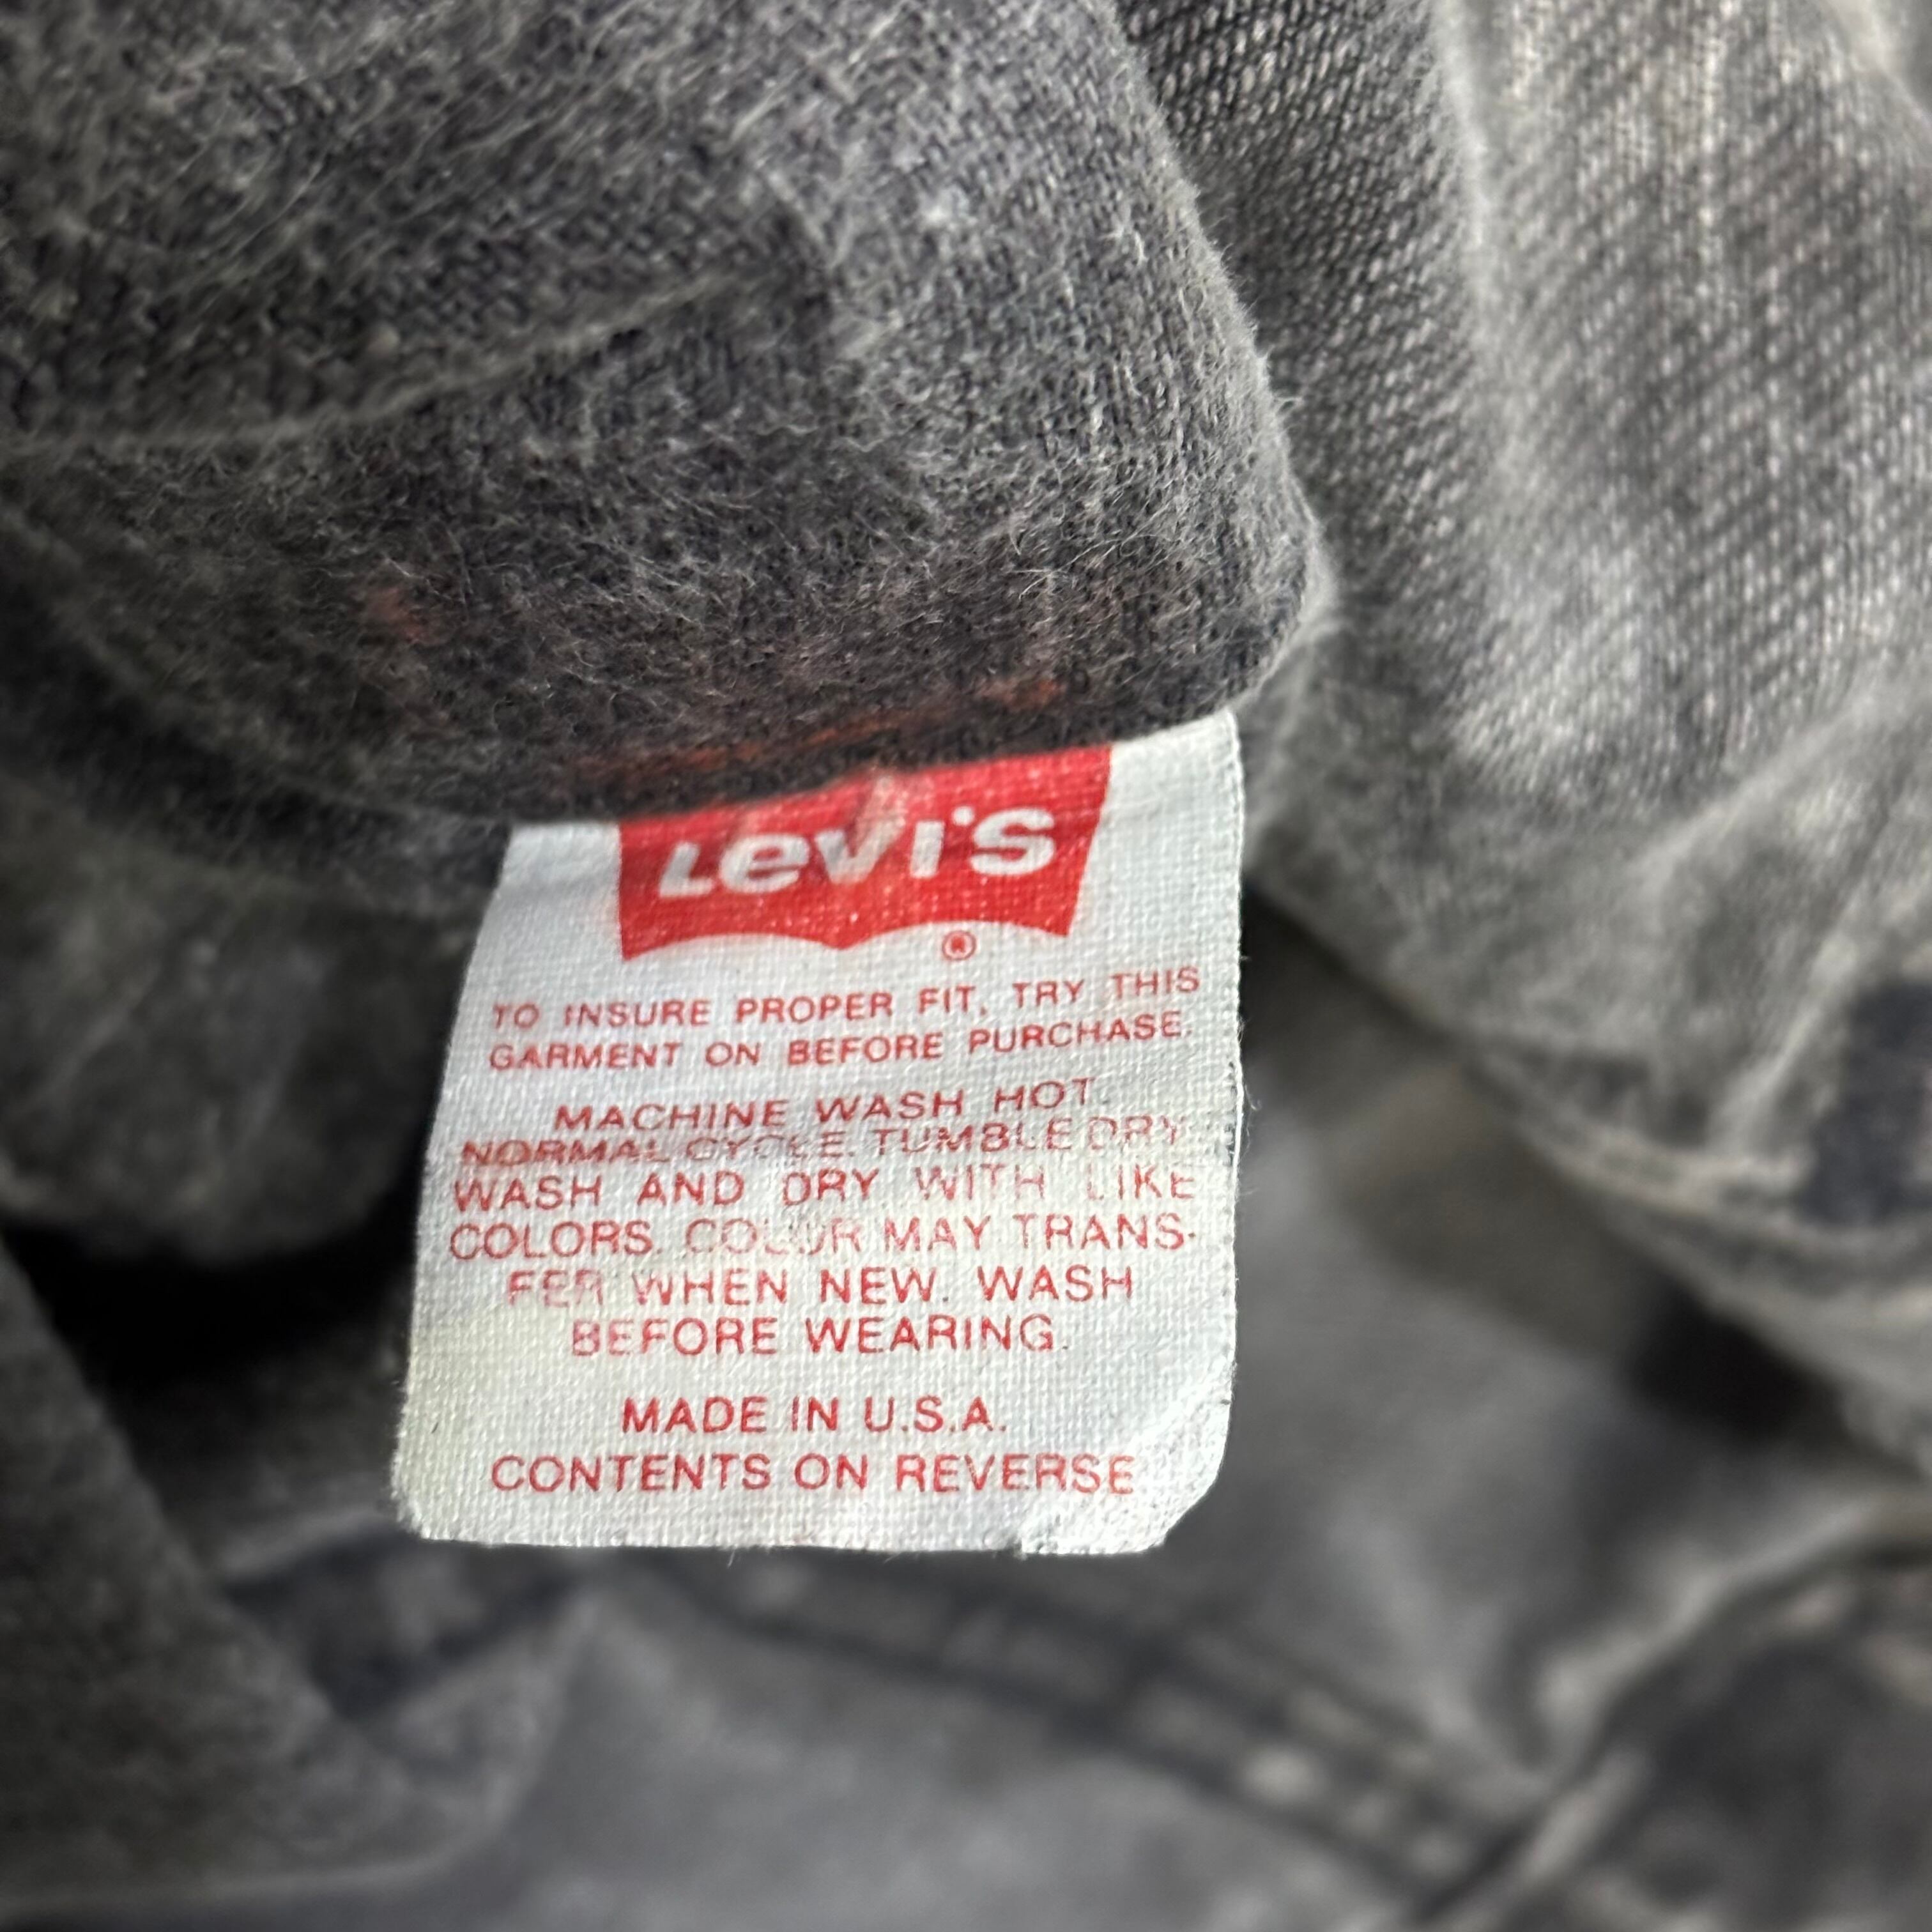 Levi's
®
TO INSURE PROPER FIT, TRY THIS
GARMENT ON BEFORE PURCHASE.
MACHINE WASH HOT.
NORMAL CYCLE. TUMBLE DRY
WASH AND DRY WITH LIKE
COLORS. COLOR MAY TRANS-
FER WHEN NEW. WASH
BEFORE WEARING.
MADE IN U.S.A.
CONTENTS ON REVERSE